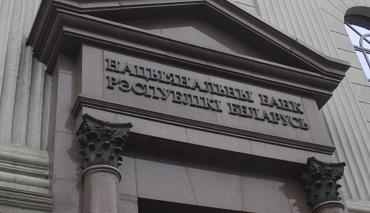 НАЦЫЯНАЛЬНЫ БАНК
РЭСПУБЛІКІ БЕЛАРУСЬ